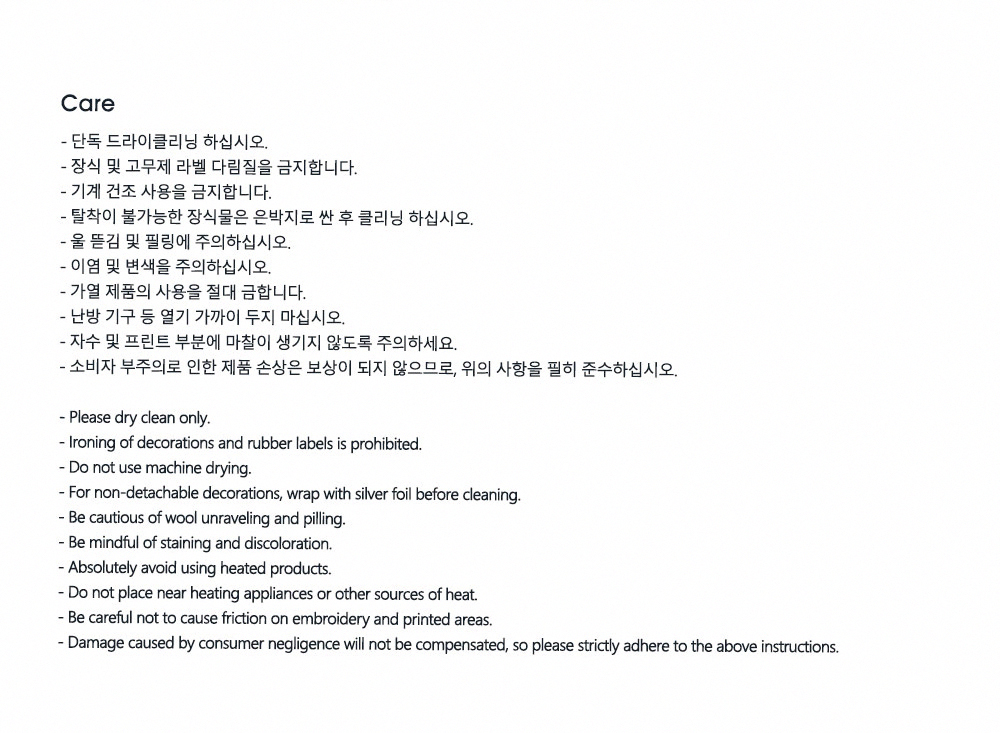 Care
- 단독 드라이클리닝 하십시오.
- 장식 및 고무제 라벨 다림질을 금지합니다.
- 기계 건조 사용을 금지합니다.
- 탈착이 불가능한 장식물은 은박지로 싼 후 클리닝 하십시오.
- 울 뜯김 및 필링에 주의하십시오.
- 이염 및 변색을 주의하십시오.
- 가열 제품의 사용을 절대 금합니다.
- 난방 기구 등 열기 가까이 두지 마십시오.
- 자수 및 프린트 부분에 마찰이 생기지 않도록 주의하세요.
- 소비자 부주의로 인한 제품 손상은 보상이 되지 않으므로, 위의 사항을 필히 준수하십시오.
- Please dry clean only.
- Ironing of decorations and rubber labels is prohibited.
- Do not use machine drying.
- For non-detachable decorations, wrap with silver foil before cleaning.
- Be cautious of wool unraveling and pilling.
- Be mindful of staining and discoloration.
- Absolutely avoid using heated products.
- Do not place near heating appliances or other sources of heat.
- Be careful not to cause friction on embroidery and printed areas.
- Damage caused by consumer negligence will not be compensated, so please strictly adhere to the above instructions.